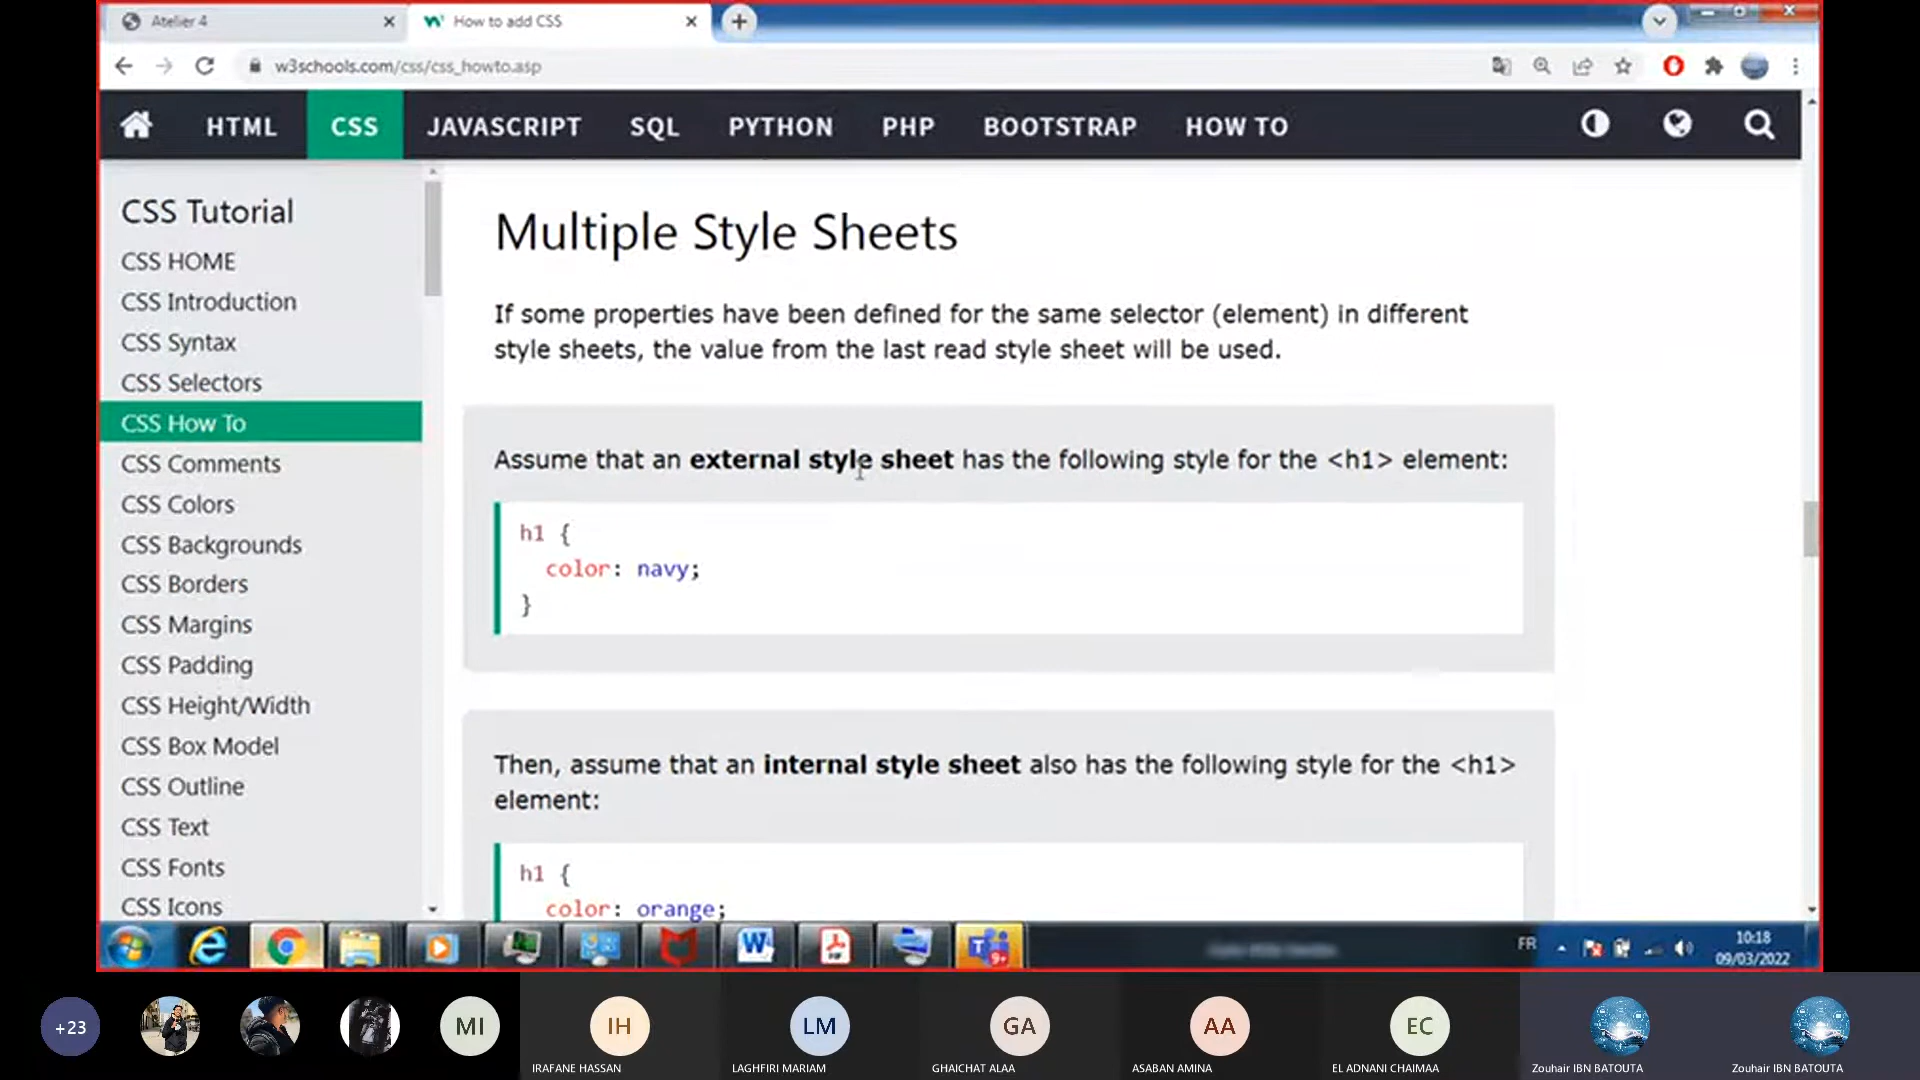 Atelier 4
How to add CSS
w3schools.com/css/css_howto.asp
HTML
CSS
JAVASCRIPT
SQL
PYTHON
PHP
BOOTSTRAP
HOW TO
CSS Tutorial
CSS HOME
CSS Introduction
CSS Syntax
CSS Selectors
CSS How To
CSS Comments
CSS Colors
CSS Backgrounds
CSS Borders
CSS Margins
CSS Padding
CSS Height/Width
CSS Box Model
CSS Outline
CSS Text
CSS Fonts
CSS Icons
Multiple Style Sheets
If some properties have been defined for the same selector (element) in different
style sheets, the value from the last read style sheet will be used.
Assume that an external style sheet has the following style for the <h1> element:
h1 {
color: navy;
}
Then, assume that an internal style sheet also has the following style for the <h1>
element:
h1 {
color: orange;
FR
10:18
09/03/2022
9+
+23
MI
IH
LM
GA
AA
EC
IRAFANE HASSAN
LAGHFIRI MARIAM
GHAICHAT ALAA
ASABAN AMINA
EL ADNANI CHAIMAA
Zouhair IBN BATOUTA
Zouhair IBN BATOUTA